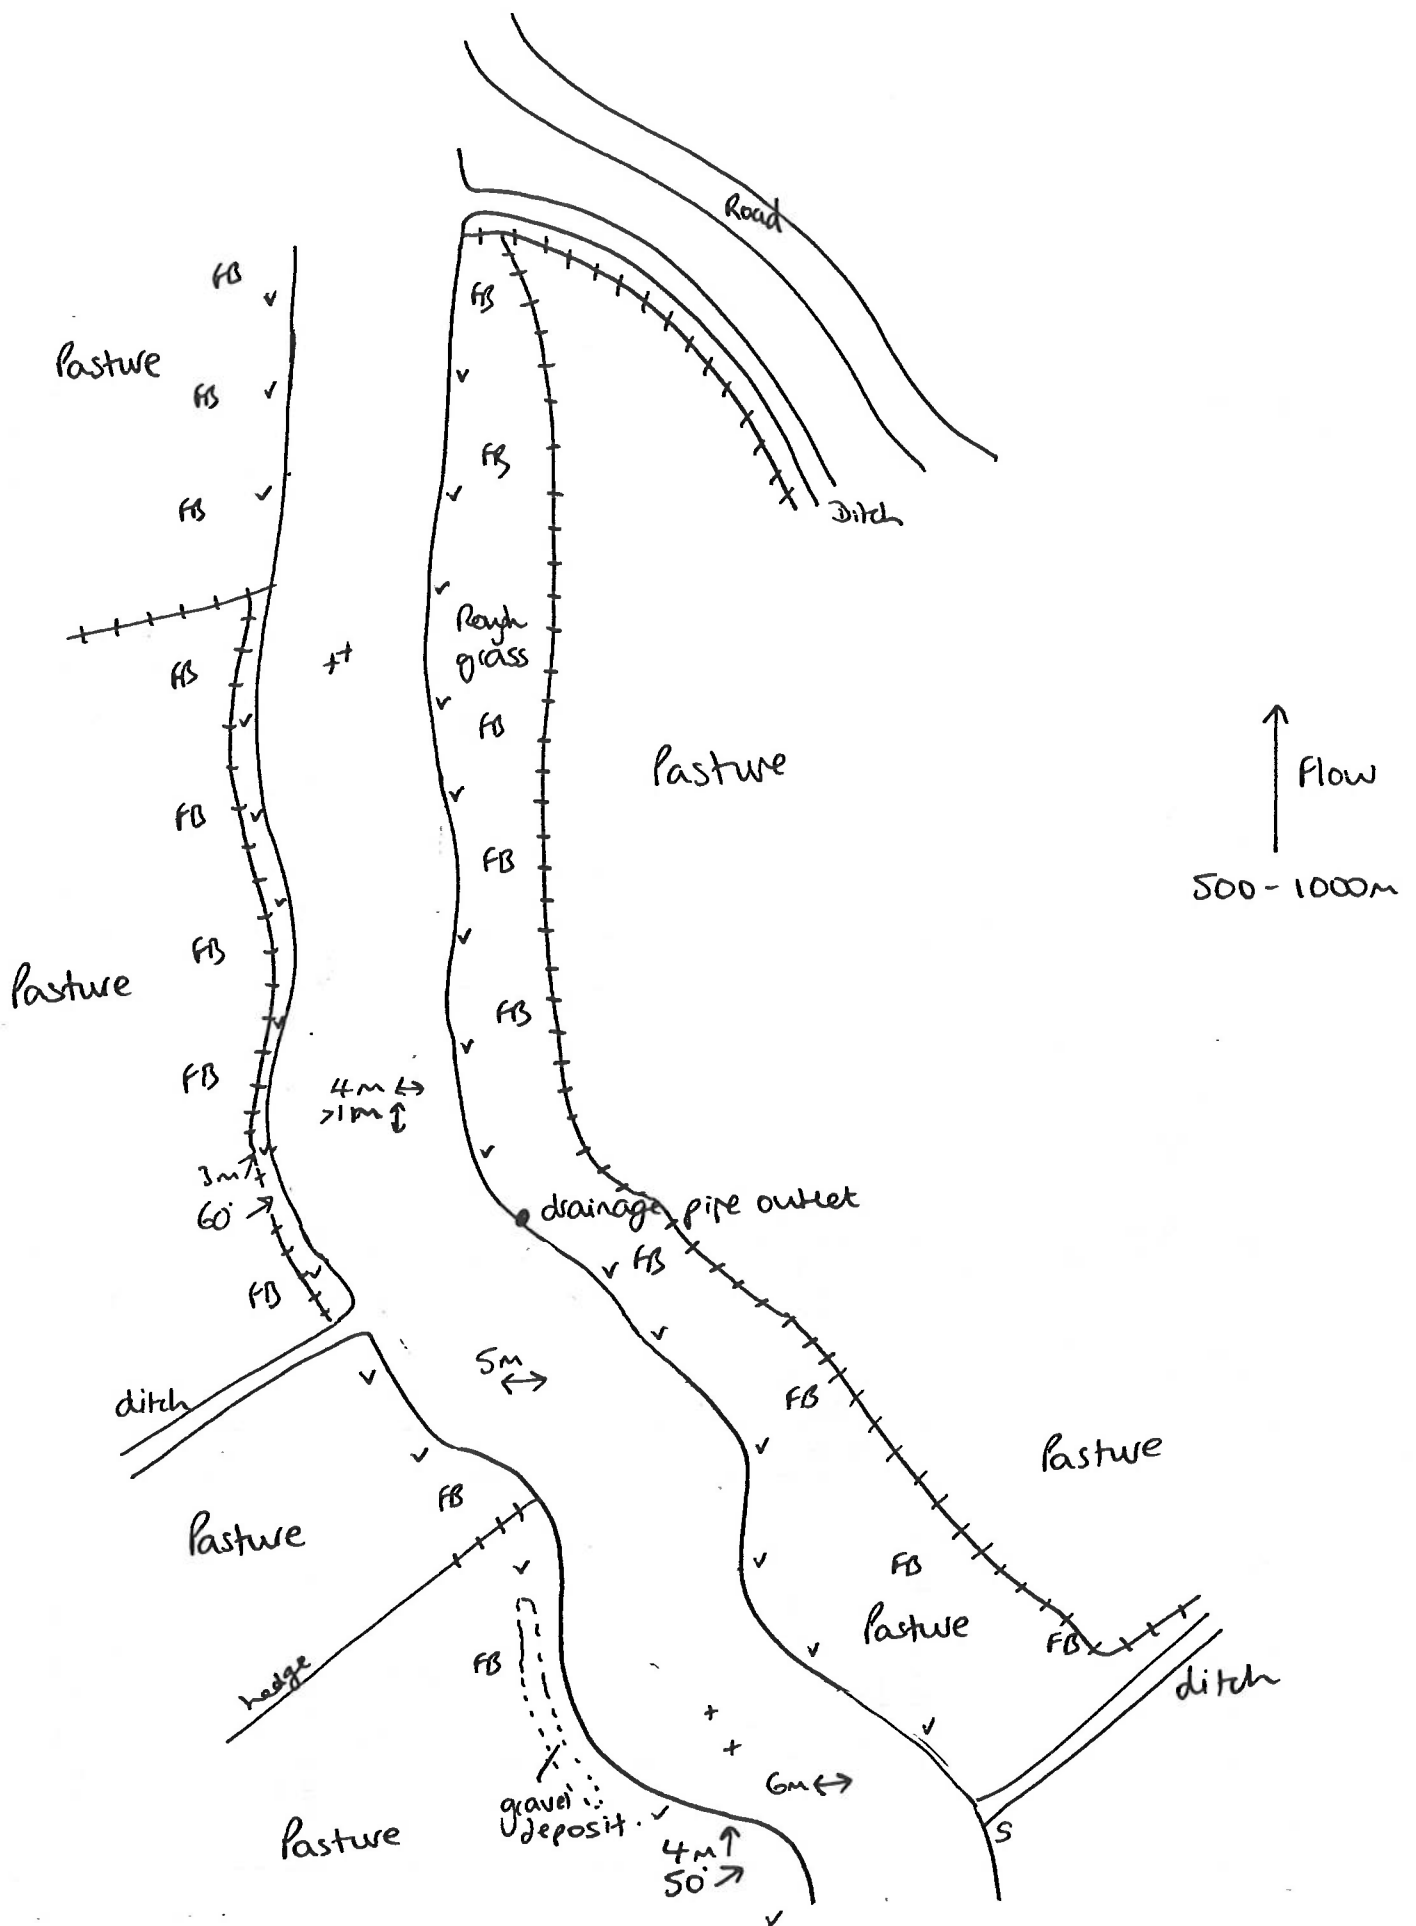 Road
FB
FB
Pasture
FB
FB
Ditch
FB
Rough
grass
FB
FB
Pasture
Flow
500 - 1000m
FB
FB
FB
Pasture
FB
FB
4m ↔
>1m ↕
3m
drainage pipe outlet
60°
FB
FB
5m
ditch
FB
Pasture
FB
Pasture
FB
Pasture
FB
FB
hedge
ditch
6m ↔
gravel
deposit
Pasture
S
4m ↑
50° ↗